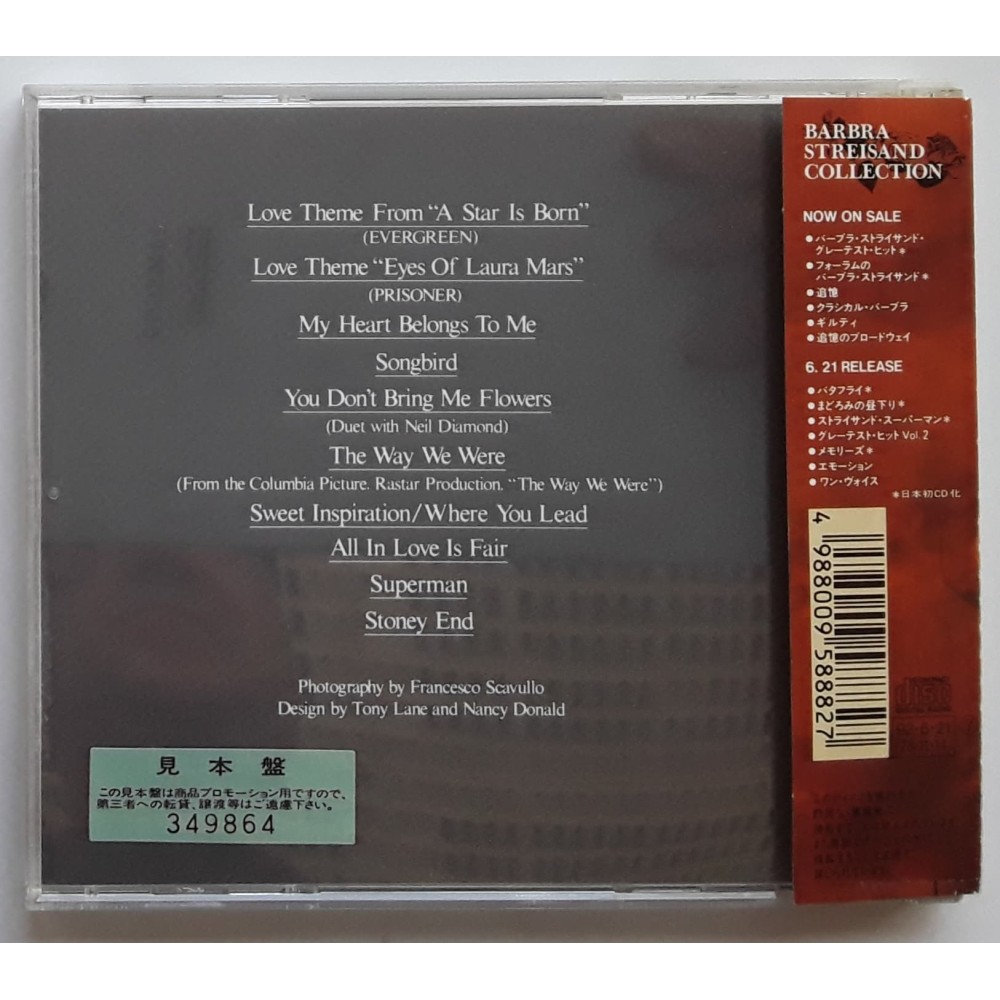 Love Theme From “A Star Is Born”
(EVERGREEN)
Love Theme “Eyes Of Laura Mars”
(PRISONER)
My Heart Belongs To Me
Songbird
You Don't Bring Me Flowers
(Duet with Neil Diamond)
The Way We Were
(From the Columbia Picture. Rastar Production. “The Way We Were”)
Sweet Inspiration/Where You Lead
All In Love Is Fair
Superman
Stoney End
Photography by Francesco Scavullo
Design by Tony Lane and Nancy Donald
見本盤
この見本盤は商品プロモーション用ですので、
第三者への転貸、譲渡等はご遠慮下さい。
349864
BARBRA
STREISAND
COLLECTION
NOW ON SALE
●バーブラ・ストライサンド・
グレーテスト・ヒット*
●フォーラムの
バーブラ・ストライサンド*
●追憶
●クラシカル・バーブラ
●ギルティ
●追憶のブロードウェイ
6. 21 RELEASE
●バタフライ*
●まどろみの昼下り*
●ストライサンド・スーパーマン*
●グレーテスト・ヒット Vol. 2
●メモリーズ*
●エモーション
●ワン・ヴォイス
*日本初CD化
4 988009 588827